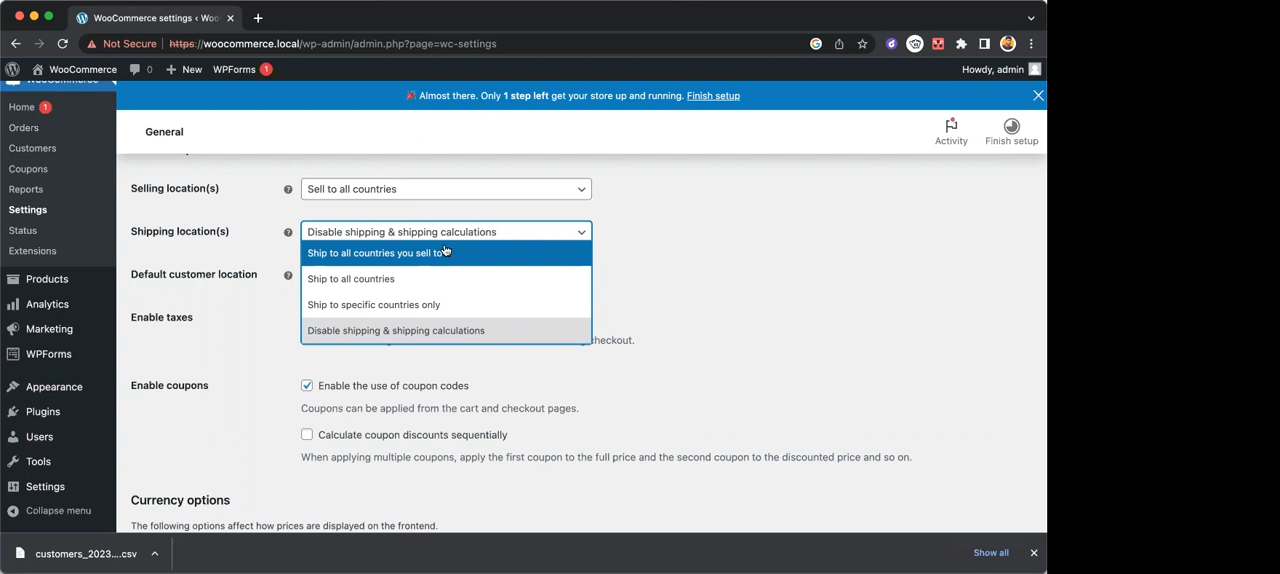 WooCommerce settings ‹ Woo
Not Secure https://woocommerce.local/wp-admin/admin.php?page=wc-settings
WooCommerce 0 New WPForms 1 Howdy, admin
WooCommerce
Almost there. Only 1 step left get your store up and running. Finish setup
Home 1
Orders
Customers
Coupons
Reports
Settings
Status
Extensions
Products
Analytics
Marketing
WPForms
Appearance
Plugins
Users
Tools
Settings
Collapse menu
General
Activity
Finish setup
Selling location(s)
Sell to all countries
Shipping location(s)
Disable shipping & shipping calculations
Ship to all countries you sell to
Ship to all countries
Ship to specific countries only
Disable shipping & shipping calculations
Default customer location
Enable taxes
checkout.
Enable coupons
Enable the use of coupon codes
Coupons can be applied from the cart and checkout pages.
Calculate coupon discounts sequentially
When applying multiple coupons, apply the first coupon to the full price and the second coupon to the discounted price and so on.
Currency options
The following options affect how prices are displayed on the frontend.
customers_2023....csv
Show all